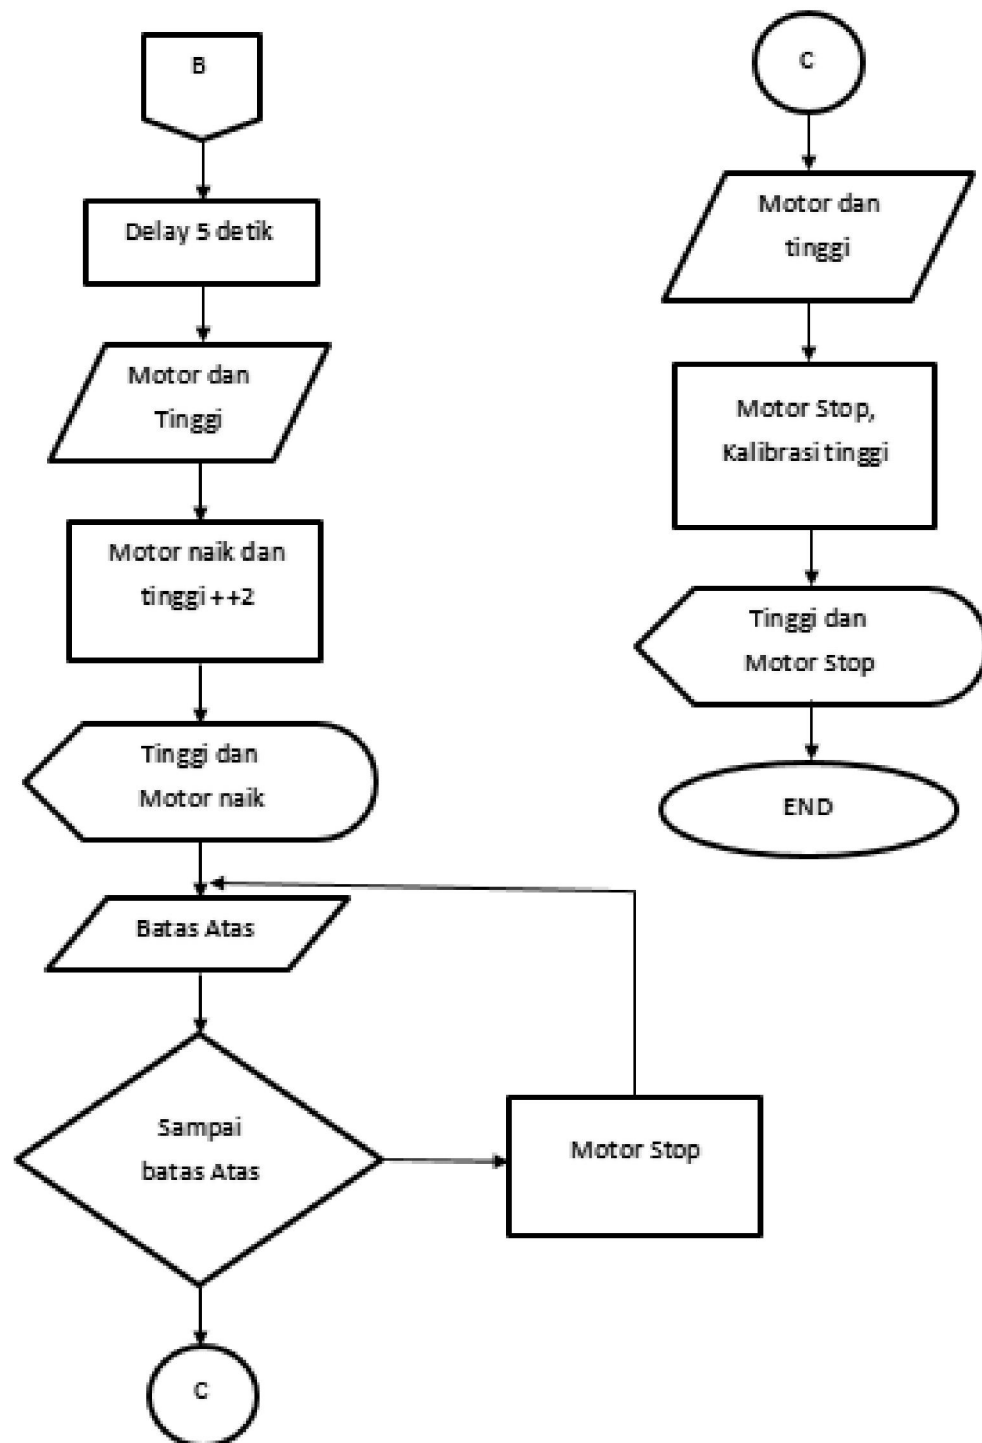 B
Delay 5 detik
Motor dan
Tinggi
Motor naik dan
tinggi ++2
Tinggi dan
Motor naik
Batas Atas
Sampai
batas Atas
Motor Stop
C
C
Motor dan
tinggi
Motor Stop,
Kalibrasi tinggi
Tinggi dan
Motor Stop
END